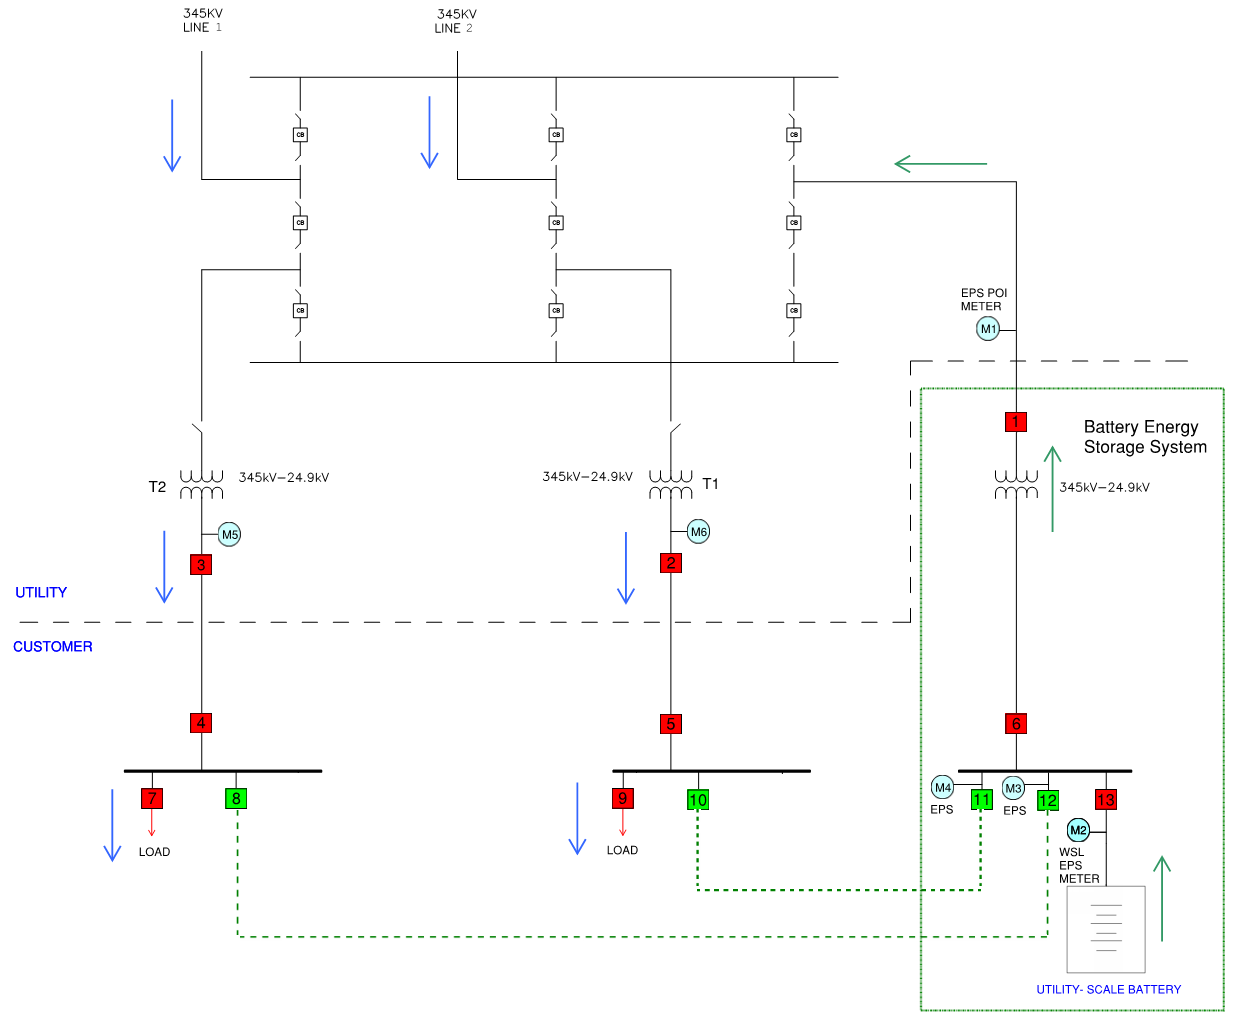 345KV
LINE 1
345KV
LINE 2
CB
CB
CB
CB
CB
CB
CB
CB
CB
EPS POI
METER
M1
1
Battery Energy
Storage System
T2
345kV-24.9kV
345kV-24.9kV
T1
345kV-24.9kV
M5
M6
3
2
UTILITY
CUSTOMER
4
5
6
7
8
9
10
M4
EPS
11
M3
EPS
12
13
M2
WSL
EPS
METER
LOAD
LOAD
UTILITY- SCALE BATTERY